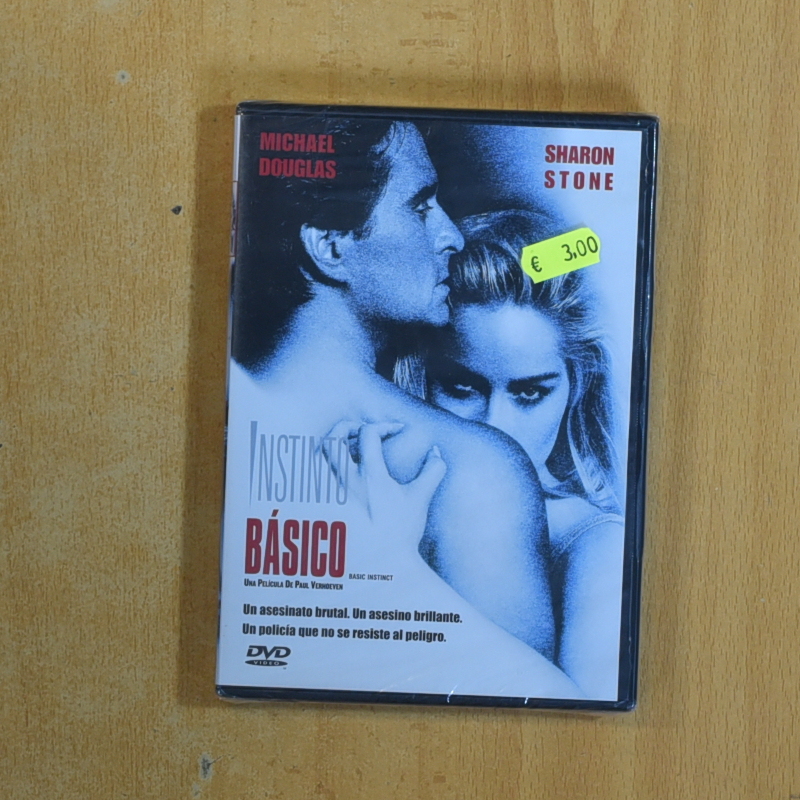 MICHAEL
DOUGLAS
SHARON
STONE
€ 3,00
INSTINTO
BÁSICO
BASIC INSTINCT
UNA PELÍCULA DE PAUL VERHOEVEN
Un asesinato brutal. Un asesino brillante.
Un policía que no se resiste al peligro.
DVD
VIDEO